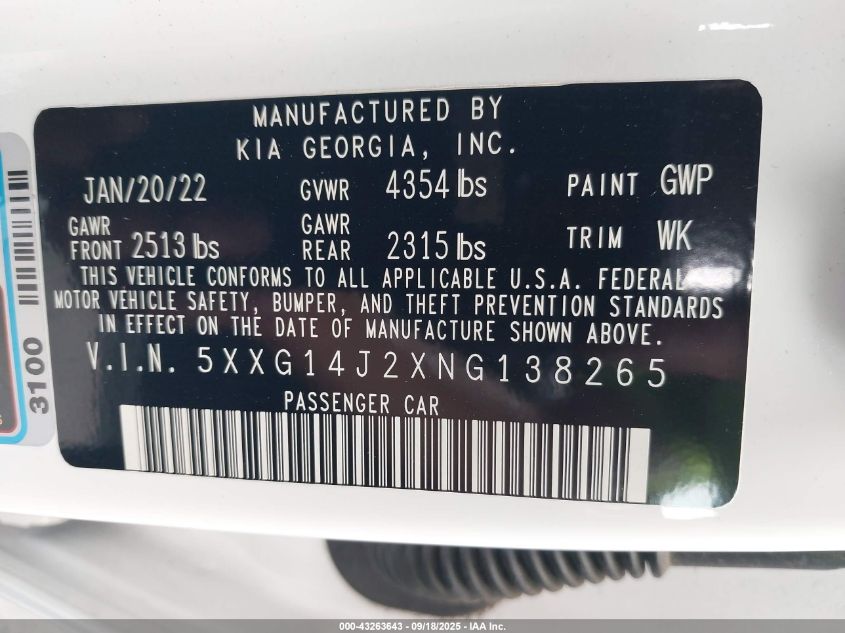 MANUFACTURED BY
KIA GEORGIA, INC.
JAN/20/22 GVWR 4354 lbs PAINT GWP
GAWR FRONT 2513 lbs GAWR REAR 2315 lbs TRIM WK
THIS VEHICLE CONFORMS TO ALL APPLICABLE U.S.A. FEDERAL
MOTOR VEHICLE SAFETY, BUMPER, AND THEFT PREVENTION STANDARDS
IN EFFECT ON THE DATE OF MANUFACTURE SHOWN ABOVE.
V.I.N. 5XXG14J2XNG138265
PASSENGER CAR
3100
000-43263643 - 09/18/2025 - IAA Inc.